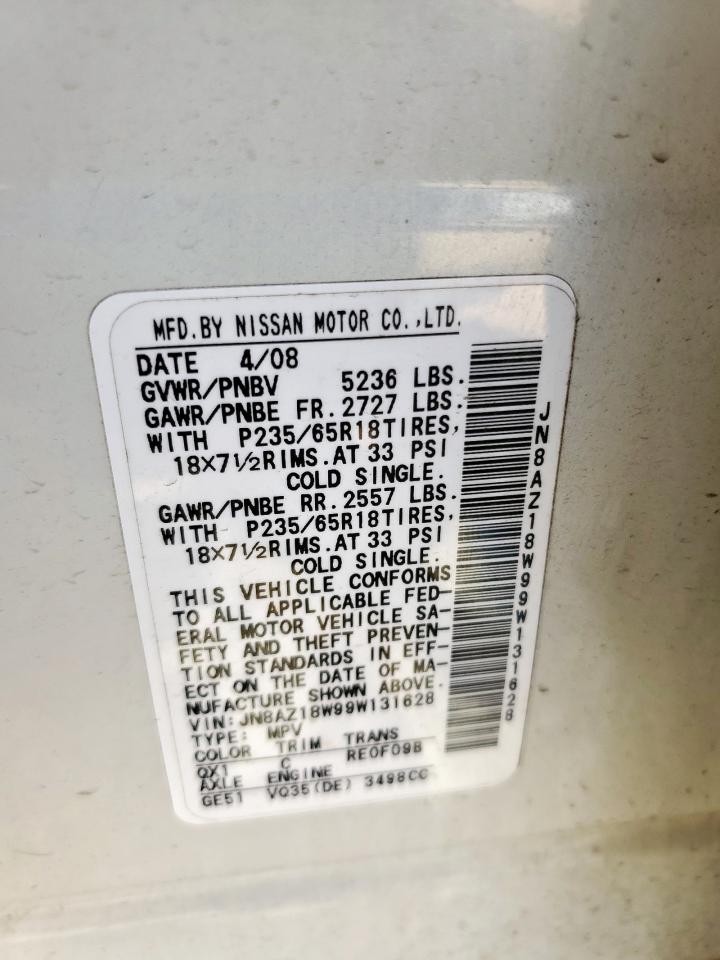 MFD.BY NISSAN MOTOR CO.,LTD.
DATE 4/08
GVWR/PNBV 5236 LBS.
GAWR/PNBE FR.2727 LBS.
WITH P235/65R18TIRES,
18X7½RIMS.AT 33 PSI
COLD SINGLE.
GAWR/PNBE RR.2557 LBS.
WITH P235/65R18TIRES,
18X7½RIMS.AT 33 PSI
COLD SINGLE.
THIS VEHICLE CONFORMS
TO ALL APPLICABLE FED-
ERAL MOTOR VEHICLE SA-
FETY AND THEFT PREVEN-
TION STANDARDS IN EFF-
ECT ON THE DATE OF MA-
NUFACTURE SHOWN ABOVE.
VIN:JN8AZ18W99W131628
TYPE: MPV
COLOR TRIM TRANS
QX1 C RE0F09B
AXLE ENGINE
GE51 VQ35(DE) 3498CC
JN8AZ18W99W131628